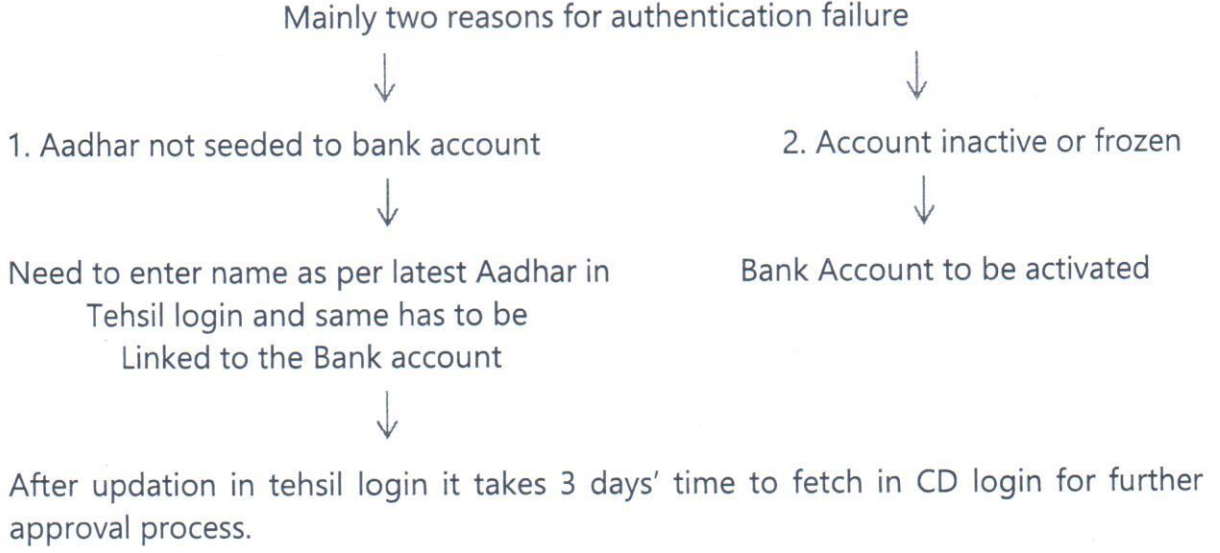 Mainly two reasons for authentication failure
1. Aadhar not seeded to bank account
2. Account inactive or frozen
Need to enter name as per latest Aadhar in
Tehsil login and same has to be
Linked to the Bank account
Bank Account to be activated
After updation in tehsil login it takes 3 days' time to fetch in CD login for further
approval process.